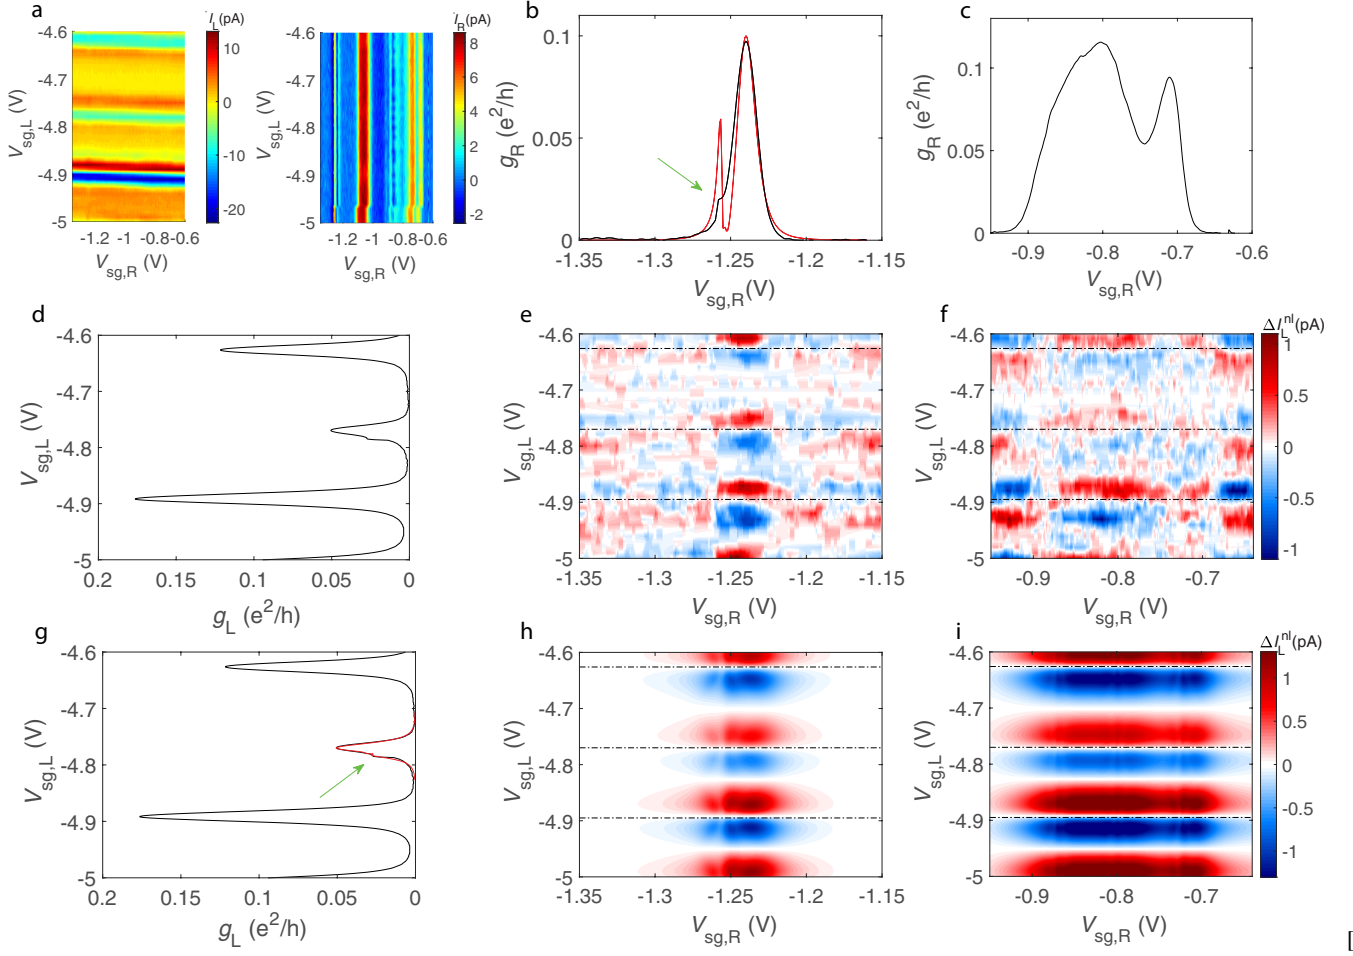 a
I_L(pA)
-4.6
-4.7
-4.8
-4.9
-5
V_sg,L (V)
-1.2 -1 -0.8 -0.6
V_sg,R (V)
10
0
-10
-20
I_R(pA)
-4.6
-4.7
-4.8
-4.9
-5
V_sg,L (V)
-1.2 -1 -0.8 -0.6
V_sg,R (V)
8
6
4
2
0
-2
b
0.1
0.05
0
g_R (e^2/h)
-1.35 -1.3 -1.25 -1.2 -1.15
V_sg,R(V)
c
0.1
0.05
0
g_R (e^2/h)
-0.9 -0.8 -0.7 -0.6
V_sg,R(V)
d
-4.6
-4.7
-4.8
-4.9
-5
V_sg,L (V)
0.2 0.15 0.1 0.05 0
g_L (e^2/h)
e
-4.6
-4.7
-4.8
-4.9
-5
V_sg,L (V)
-1.35 -1.3 -1.25 -1.2 -1.15
V_sg,R (V)
f
ΔI_L^nl(pA)
-4.6
-4.7
-4.8
-4.9
-5
V_sg,L (V)
-0.9 -0.8 -0.7
V_sg,R (V)
1
0.5
0
-0.5
-1
g
-4.6
-4.7
-4.8
-4.9
-5
V_sg,L (V)
0.2 0.15 0.1 0.05 0
g_L (e^2/h)
h
-4.6
-4.7
-4.8
-4.9
-5
V_sg,L (V)
-1.35 -1.3 -1.25 -1.2 -1.15
V_sg,R (V)
i
ΔI_L^nl(pA)
-4.6
-4.7
-4.8
-4.9
-5
V_sg,L (V)
-0.9 -0.8 -0.7
V_sg,R (V)
1
0.5
0
-0.5
-1
[